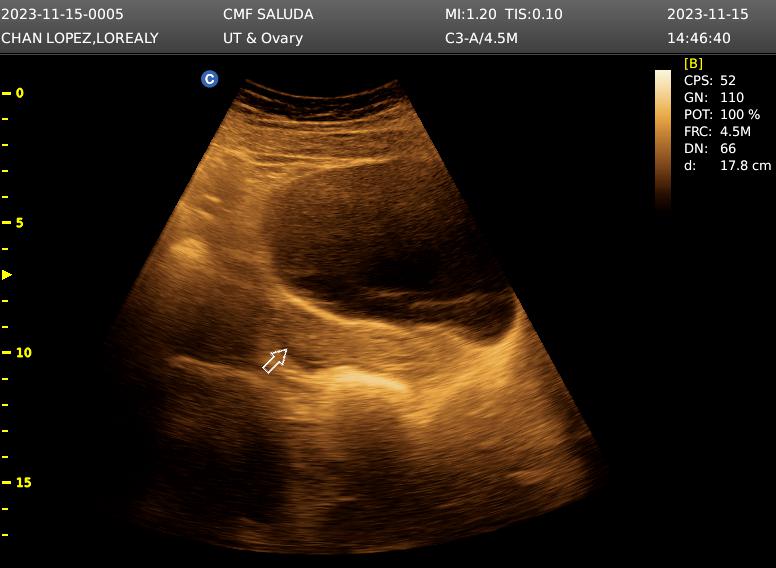 2023-11-15-0005 CMF SALUDA MI:1.20 TIS:0.10 2023-11-15
CHAN LOPEZ,LOREALY UT & Ovary C3-A/4.5M 14:46:40
C
[B]
CPS: 52
GN: 110
POT: 100 %
FRC: 4.5M
DN: 66
d: 17.8 cm
0
5
10
15